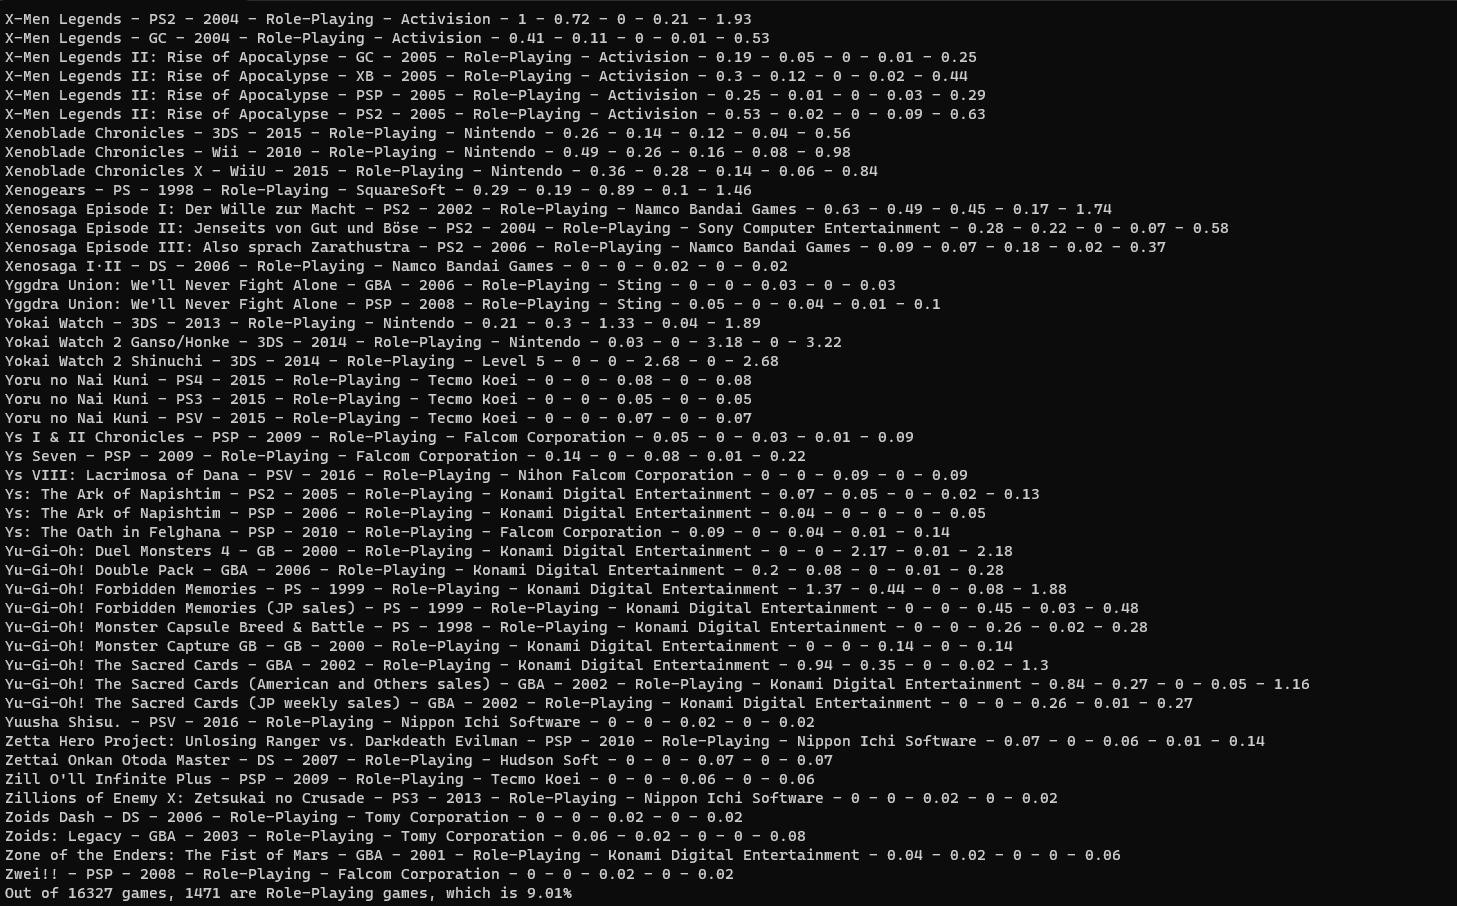 X-Men Legends - PS2 - 2004 - Role-Playing - Activision - 1 - 0.72 - 0 - 0.21 - 1.93
X-Men Legends - GC - 2004 - Role-Playing - Activision - 0.41 - 0.11 - 0 - 0.01 - 0.53
X-Men Legends II: Rise of Apocalypse - GC - 2005 - Role-Playing - Activision - 0.19 - 0.05 - 0 - 0.01 - 0.25
X-Men Legends II: Rise of Apocalypse - XB - 2005 - Role-Playing - Activision - 0.3 - 0.12 - 0 - 0.02 - 0.44
X-Men Legends II: Rise of Apocalypse - PSP - 2005 - Role-Playing - Activision - 0.25 - 0.01 - 0 - 0.03 - 0.29
X-Men Legends II: Rise of Apocalypse - PS2 - 2005 - Role-Playing - Activision - 0.53 - 0.02 - 0 - 0.09 - 0.63
Xenoblade Chronicles - 3DS - 2015 - Role-Playing - Nintendo - 0.26 - 0.14 - 0.12 - 0.04 - 0.56
Xenoblade Chronicles - Wii - 2010 - Role-Playing - Nintendo - 0.49 - 0.26 - 0.16 - 0.08 - 0.98
Xenoblade Chronicles X - WiiU - 2015 - Role-Playing - Nintendo - 0.36 - 0.28 - 0.14 - 0.06 - 0.84
Xenogears - PS - 1998 - Role-Playing - SquareSoft - 0.29 - 0.19 - 0.89 - 0.1 - 1.46
Xenosaga Episode I: Der Wille zur Macht - PS2 - 2002 - Role-Playing - Namco Bandai Games - 0.63 - 0.49 - 0.45 - 0.17 - 1.74
Xenosaga Episode II: Jenseits von Gut und Böse - PS2 - 2004 - Role-Playing - Sony Computer Entertainment - 0.28 - 0.22 - 0 - 0.07 - 0.58
Xenosaga Episode III: Also sprach Zarathustra - PS2 - 2006 - Role-Playing - Namco Bandai Games - 0.09 - 0.07 - 0.18 - 0.02 - 0.37
Xenosaga I·II - DS - 2006 - Role-Playing - Namco Bandai Games - 0 - 0 - 0.02 - 0 - 0.02
Yggdra Union: We'll Never Fight Alone - GBA - 2006 - Role-Playing - Sting - 0 - 0 - 0.03 - 0 - 0.03
Yggdra Union: We'll Never Fight Alone - PSP - 2008 - Role-Playing - Sting - 0.05 - 0 - 0.04 - 0.01 - 0.1
Yokai Watch - 3DS - 2013 - Role-Playing - Nintendo - 0.21 - 0.3 - 1.33 - 0.04 - 1.89
Yokai Watch 2 Ganso/Honke - 3DS - 2014 - Role-Playing - Nintendo - 0.03 - 0 - 3.18 - 0 - 3.22
Yokai Watch 2 Shinuchi - 3DS - 2014 - Role-Playing - Level 5 - 0 - 0 - 2.68 - 0 - 2.68
Yoru no Nai Kuni - PS4 - 2015 - Role-Playing - Tecmo Koei - 0 - 0 - 0.08 - 0 - 0.08
Yoru no Nai Kuni - PS3 - 2015 - Role-Playing - Tecmo Koei - 0 - 0 - 0.05 - 0 - 0.05
Yoru no Nai Kuni - PSV - 2015 - Role-Playing - Tecmo Koei - 0 - 0 - 0.07 - 0 - 0.07
Ys I & II Chronicles - PSP - 2009 - Role-Playing - Falcom Corporation - 0.05 - 0 - 0.03 - 0.01 - 0.09
Ys Seven - PSP - 2009 - Role-Playing - Falcom Corporation - 0.14 - 0 - 0.08 - 0.01 - 0.22
Ys VIII: Lacrimosa of Dana - PSV - 2016 - Role-Playing - Nihon Falcom Corporation - 0 - 0 - 0.09 - 0 - 0.09
Ys: The Ark of Napishtim - PS2 - 2005 - Role-Playing - Konami Digital Entertainment - 0.07 - 0.05 - 0 - 0.02 - 0.13
Ys: The Ark of Napishtim - PSP - 2006 - Role-Playing - Konami Digital Entertainment - 0.04 - 0 - 0 - 0 - 0.05
Ys: The Oath in Felghana - PSP - 2010 - Role-Playing - Falcom Corporation - 0.09 - 0 - 0.04 - 0.01 - 0.14
Yu-Gi-Oh: Duel Monsters 4 - GB - 2000 - Role-Playing - Konami Digital Entertainment - 0 - 0 - 2.17 - 0.01 - 2.18
Yu-Gi-Oh! Double Pack - GBA - 2006 - Role-Playing - Konami Digital Entertainment - 0.2 - 0.08 - 0 - 0.01 - 0.28
Yu-Gi-Oh! Forbidden Memories - PS - 1999 - Role-Playing - Konami Digital Entertainment - 1.37 - 0.44 - 0 - 0.08 - 1.88
Yu-Gi-Oh! Forbidden Memories (JP sales) - PS - 1999 - Role-Playing - Konami Digital Entertainment - 0 - 0 - 0.45 - 0.03 - 0.48
Yu-Gi-Oh! Monster Capsule Breed & Battle - PS - 1998 - Role-Playing - Konami Digital Entertainment - 0 - 0 - 0.26 - 0.02 - 0.28
Yu-Gi-Oh! Monster Capture GB - GB - 2000 - Role-Playing - Konami Digital Entertainment - 0 - 0 - 0.14 - 0 - 0.14
Yu-Gi-Oh! The Sacred Cards - GBA - 2002 - Role-Playing - Konami Digital Entertainment - 0.94 - 0.35 - 0 - 0.02 - 1.3
Yu-Gi-Oh! The Sacred Cards (American and Others sales) - GBA - 2002 - Role-Playing - Konami Digital Entertainment - 0.84 - 0.27 - 0 - 0.05 - 1.16
Yu-Gi-Oh! The Sacred Cards (JP weekly sales) - GBA - 2002 - Role-Playing - Konami Digital Entertainment - 0 - 0 - 0.26 - 0.01 - 0.27
Yuusha Shisu. - PSV - 2016 - Role-Playing - Nippon Ichi Software - 0 - 0 - 0.02 - 0 - 0.02
Zetta Hero Project: Unlosing Ranger vs. Darkdeath Evilman - PSP - 2010 - Role-Playing - Nippon Ichi Software - 0.07 - 0 - 0.06 - 0.01 - 0.14
Zettai Onkan Otoda Master - DS - 2007 - Role-Playing - Hudson Soft - 0 - 0 - 0.07 - 0 - 0.07
Zill O'll Infinite Plus - PSP - 2009 - Role-Playing - Tecmo Koei - 0 - 0 - 0.06 - 0 - 0.06
Zillions of Enemy X: Zetsukai no Crusade - PS3 - 2013 - Role-Playing - Nippon Ichi Software - 0 - 0 - 0.02 - 0 - 0.02
Zoids Dash - DS - 2006 - Role-Playing - Tomy Corporation - 0 - 0 - 0.02 - 0 - 0.02
Zoids: Legacy - GBA - 2003 - Role-Playing - Tomy Corporation - 0.06 - 0.02 - 0 - 0 - 0.08
Zone of the Enders: The Fist of Mars - GBA - 2001 - Role-Playing - Konami Digital Entertainment - 0.04 - 0.02 - 0 - 0 - 0.06
Zwei!! - PSP - 2008 - Role-Playing - Falcom Corporation - 0 - 0 - 0.02 - 0 - 0.02
Out of 16327 games, 1471 are Role-Playing games, which is 9.01%